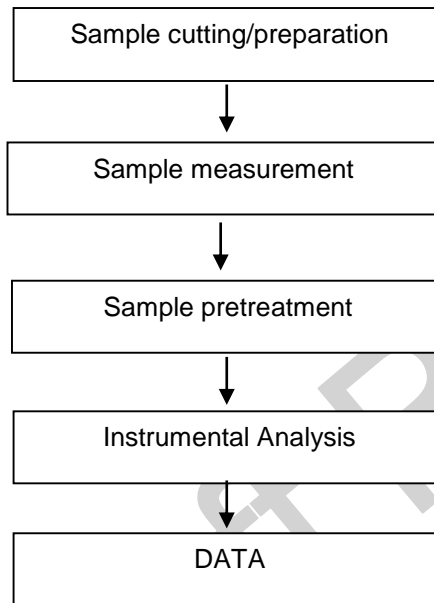 Sample cutting/preparation
Sample measurement
Sample pretreatment
Instrumental Analysis
DATA